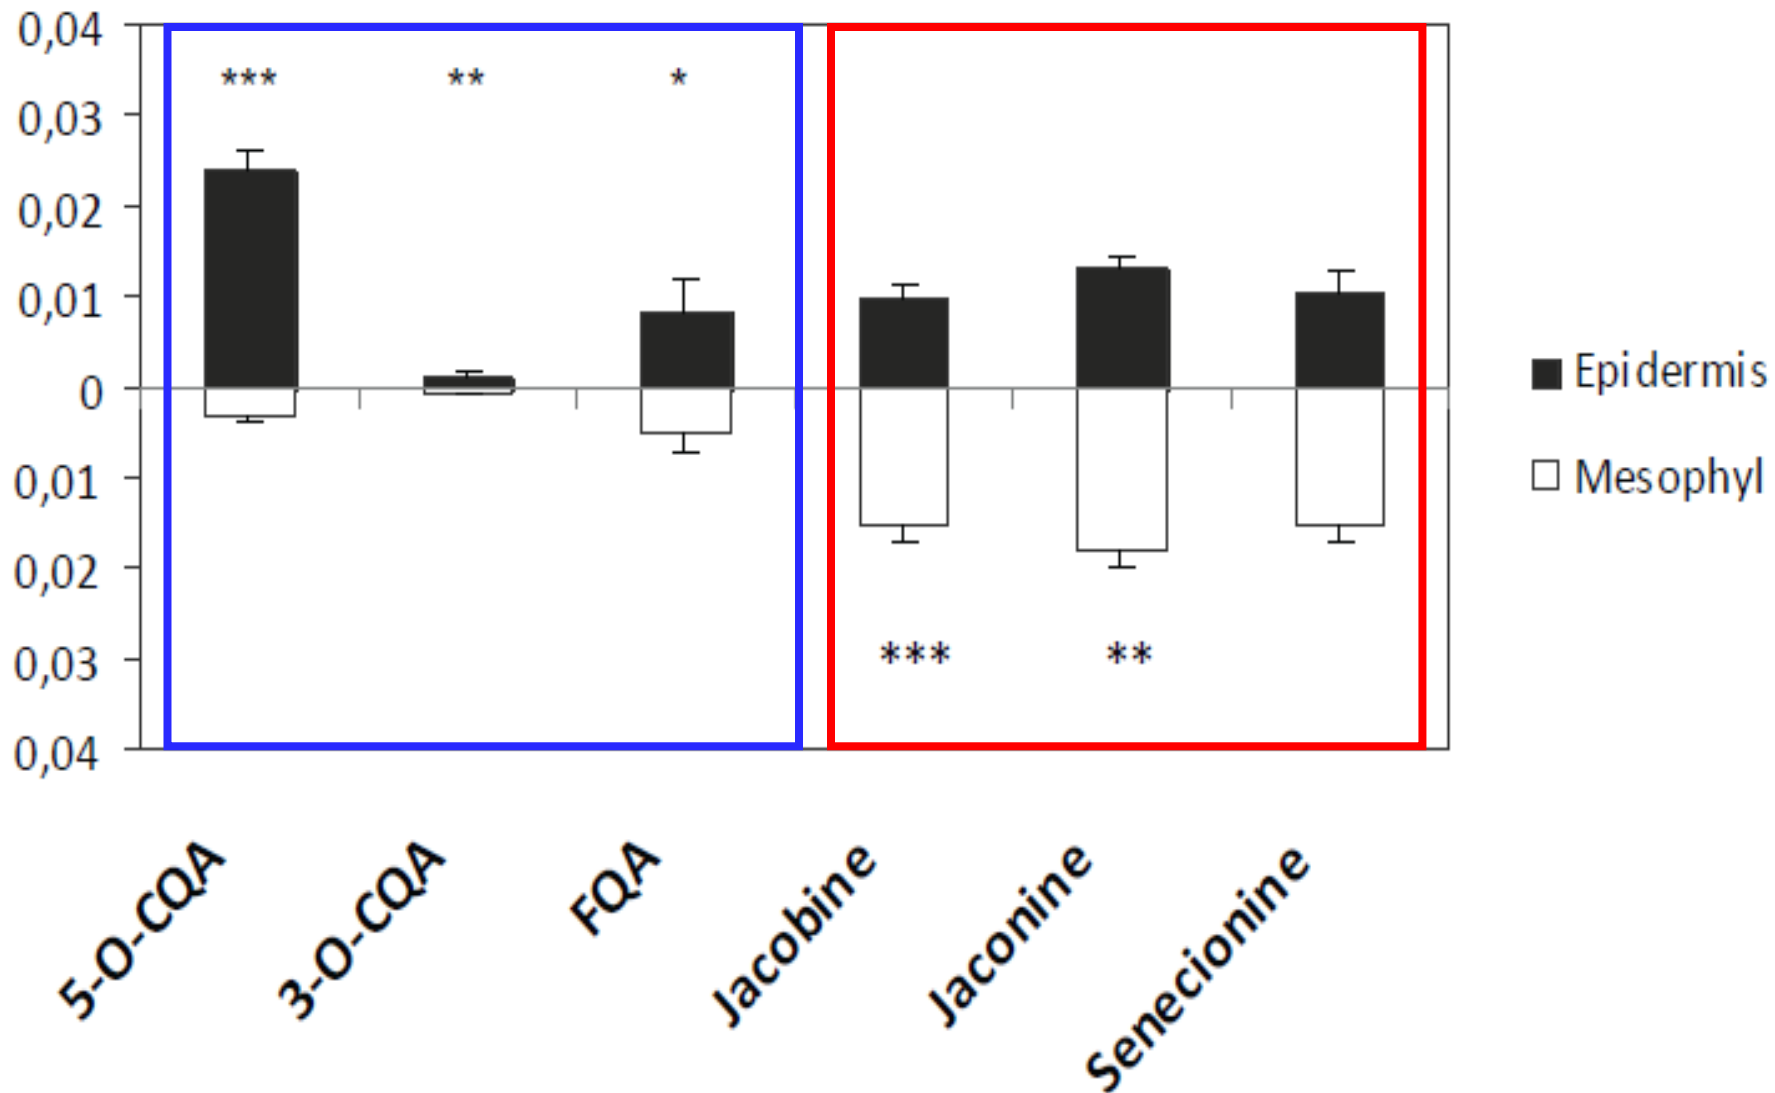 0,04
0,03
0,02
0,01
0
0,01
0,02
0,03
0,04
*** ** *
*** **
Epidermis
Mesophyl
5-O-CQA
3-O-CQA
FQA
Jacobine
Jaconine
Senecionine